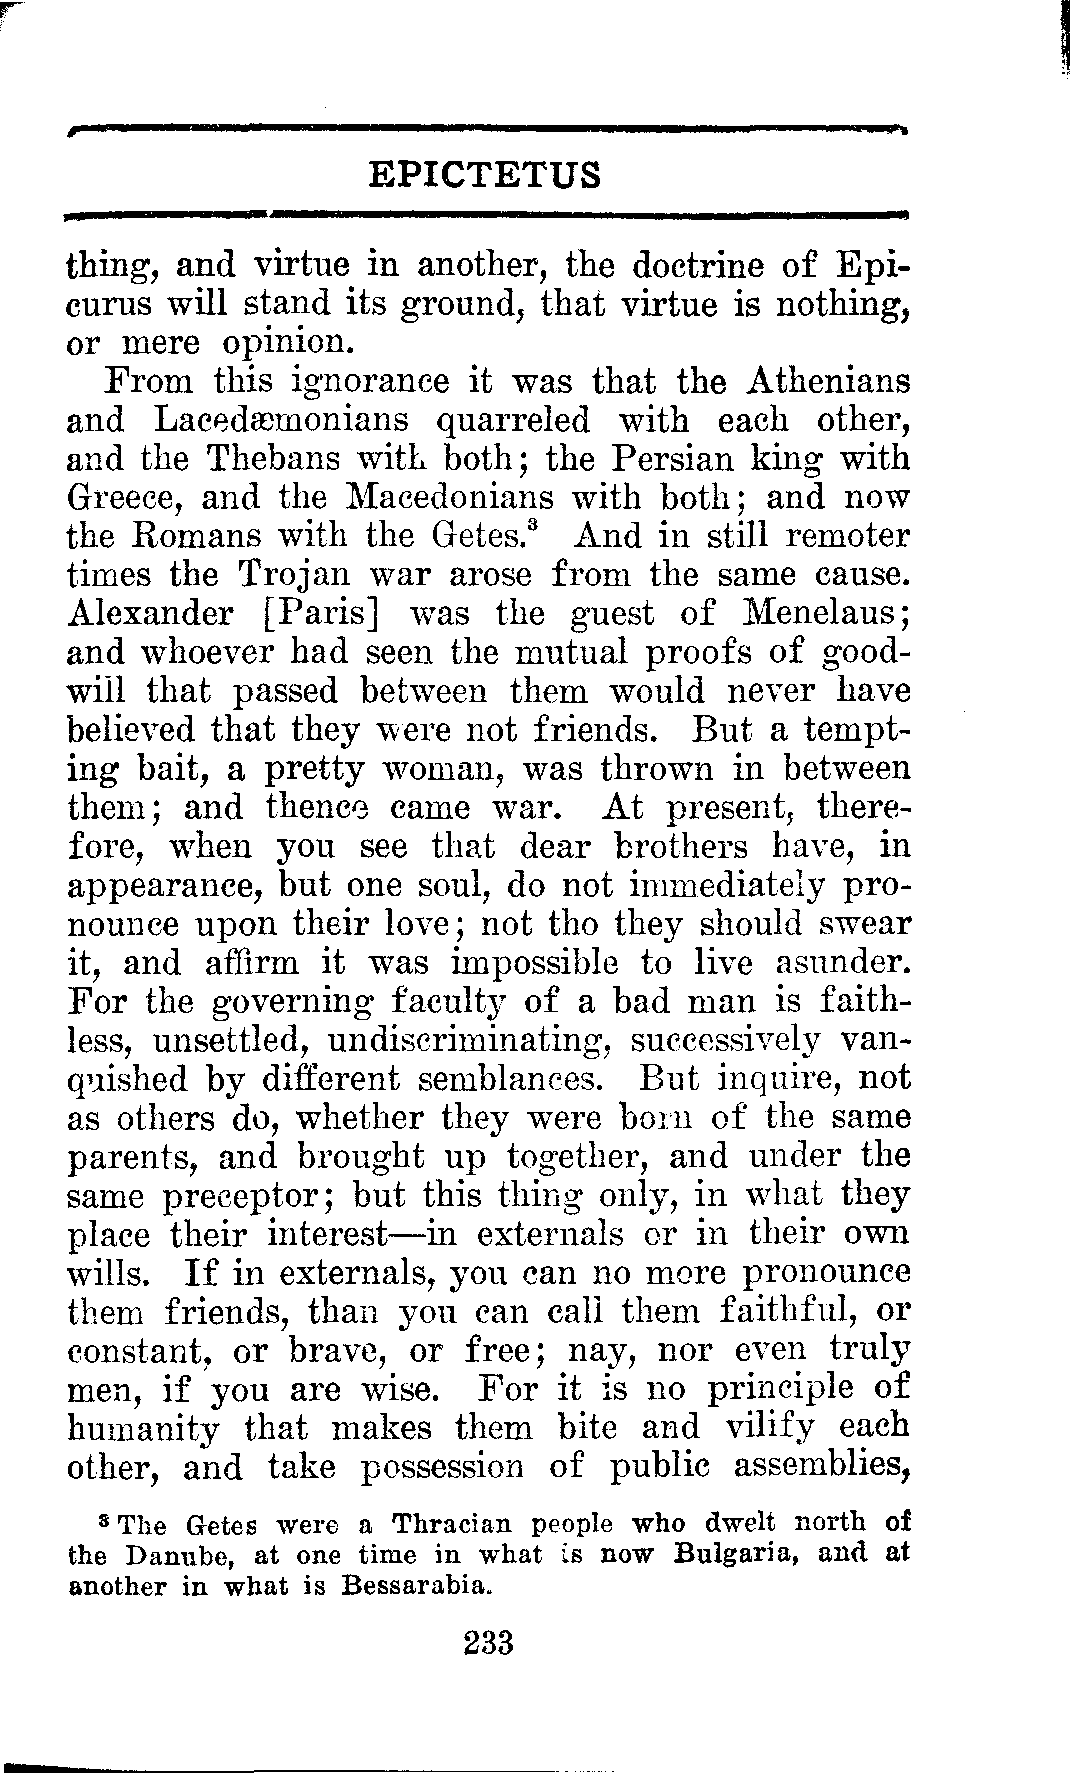 EPICTETUS
thing, and virtue in another, the doctrine of Epi-
curus will stand its ground, that virtue is nothing,
or mere opinion.
From this ignorance it was that the Athenians
and Lacedæmonians quarreled with each other,
and the Thebans with both; the Persian king with
Greece, and the Macedonians with both; and now
the Romans with the Getes.³ And in still remoter
times the Trojan war arose from the same cause.
Alexander [Paris] was the guest of Menelaus;
and whoever had seen the mutual proofs of good-
will that passed between them would never have
believed that they were not friends. But a tempt-
ing bait, a pretty woman, was thrown in between
them; and thence came war. At present, there-
fore, when you see that dear brothers have, in
appearance, but one soul, do not immediately pro-
nounce upon their love; not tho they should swear
it, and affirm it was impossible to live asunder.
For the governing faculty of a bad man is faith-
less, unsettled, undiscriminating, successively van-
quished by different semblances. But inquire, not
as others do, whether they were born of the same
parents, and brought up together, and under the
same preceptor; but this thing only, in what they
place their interest—in externals or in their own
wills. If in externals, you can no more pronounce
them friends, than you can call them faithful, or
constant, or brave, or free; nay, nor even truly
men, if you are wise. For it is no principle of
humanity that makes them bite and vilify each
other, and take possession of public assemblies,
³ The Getes were a Thracian people who dwelt north of
the Danube, at one time in what is now Bulgaria, and at
another in what is Bessarabia.
233